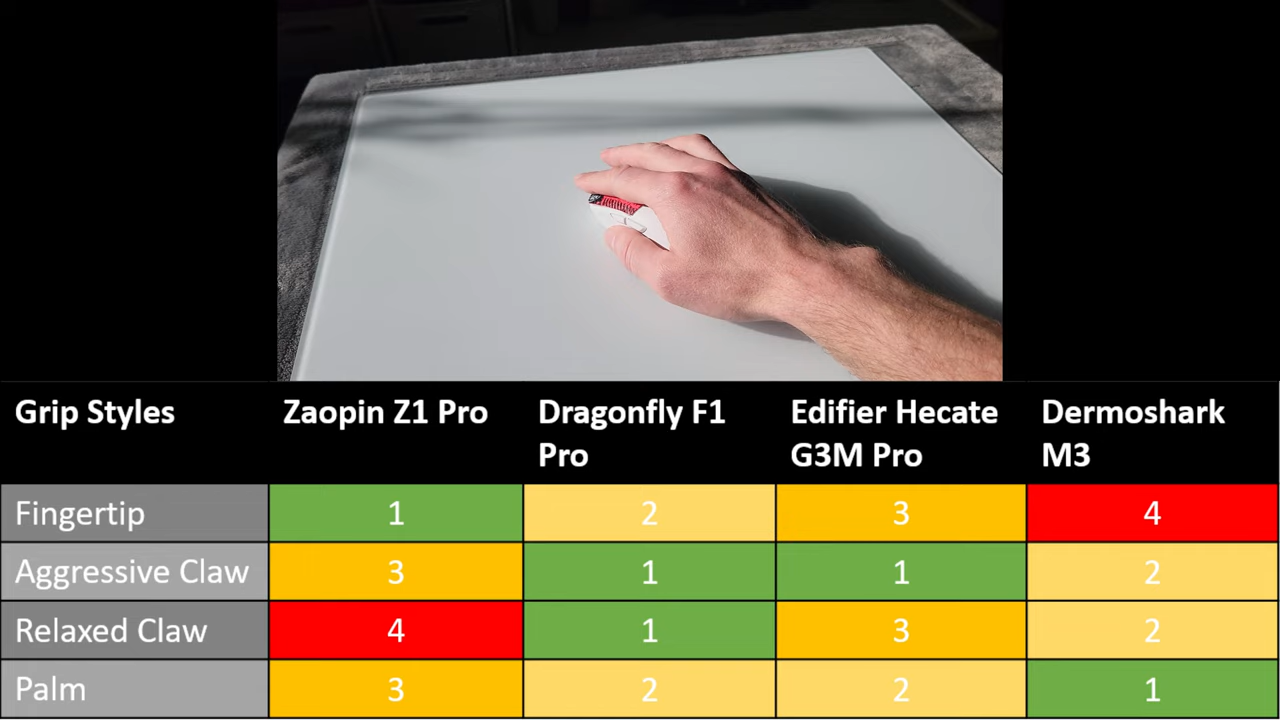 Grip Styles Zaopin Z1 Pro Dragonfly F1 Pro Edifier Hecate G3M Pro Dermoshark M3
Fingertip 1 2 3 4
Aggressive Claw 3 1 1 2
Relaxed Claw 4 1 3 2
Palm 3 2 2 1